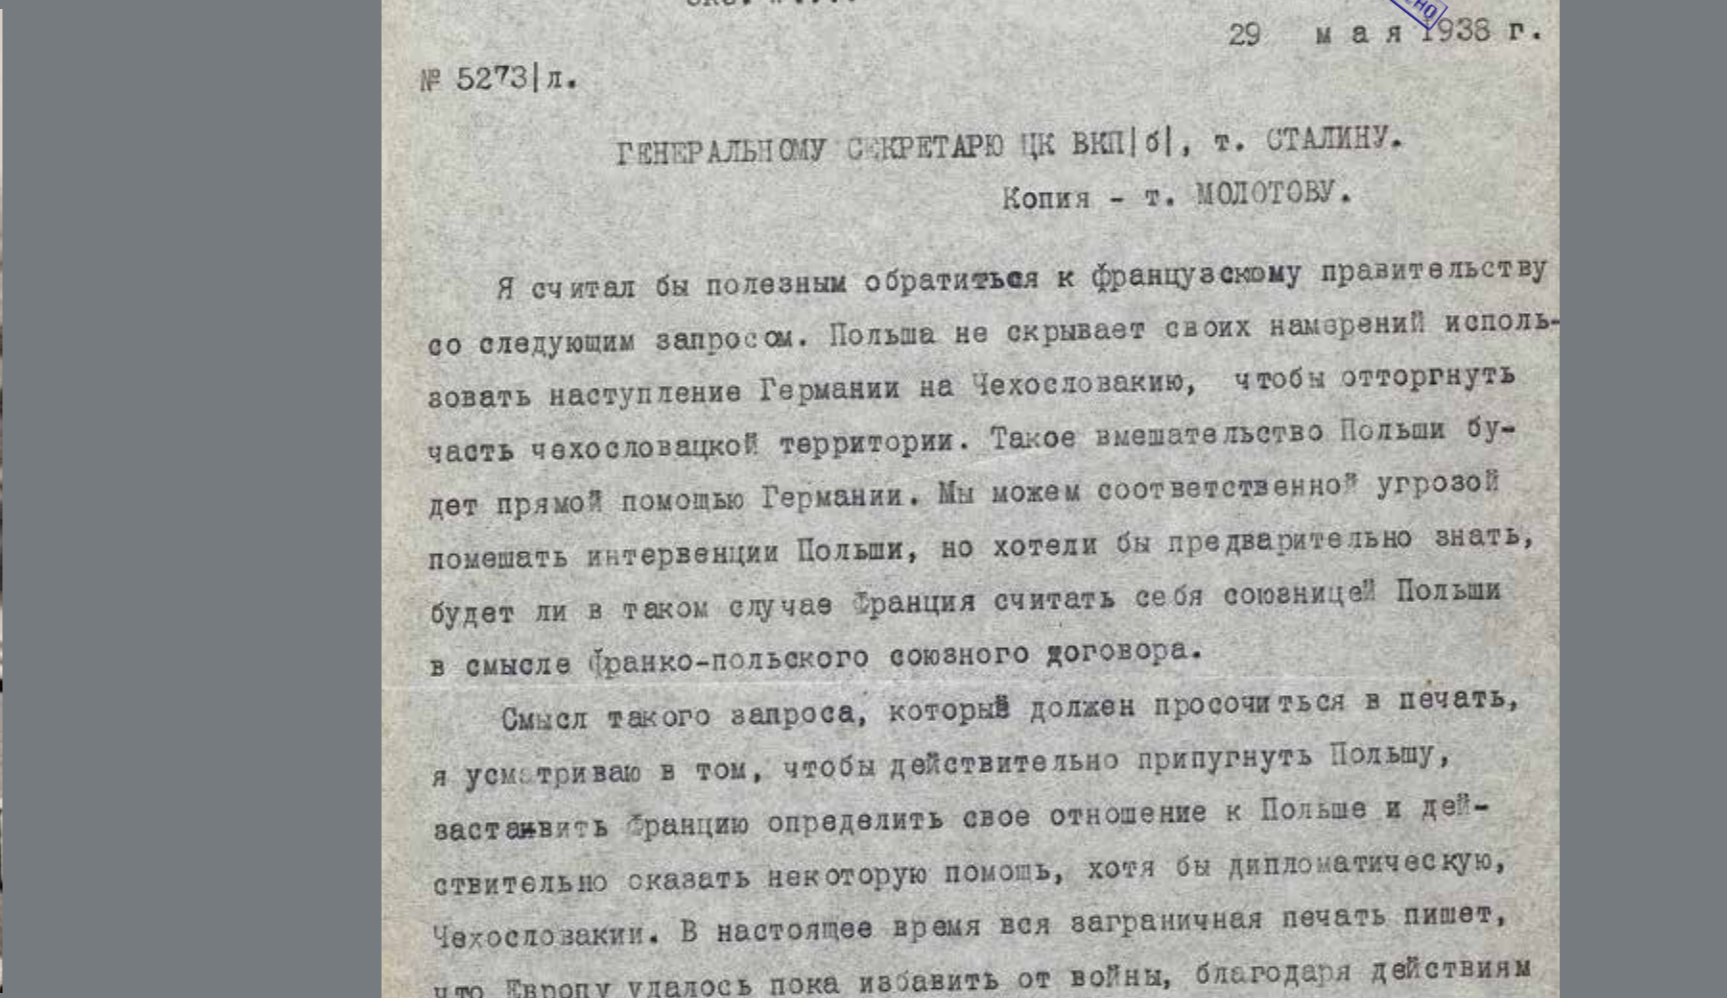 29 мая 1938 г.
№ 5273|л.
ГЕНЕРАЛЬНОМУ СЕКРЕТАРЮ ЦК ВКП|б|, т. СТАЛИНУ.
Копия - т. МОЛОТОВУ.
Я считал бы полезным обратиться к французскому правительству
со следующим запросом. Польша не скрывает своих намерений исполь-
зовать наступление Германии на Чехословакию, чтобы отторгнуть
часть чехословацкой территории. Такое вмешательство Польши бу-
дет прямой помощью Германии. Мы можем соответственной угрозой
помешать интервенции Польши, но хотели бы предварительно знать,
будет ли в таком случае Франция считать себя союзницей Польши
в смысле франко-польского союзного договора.
Смысл такого запроса, который должен просочиться в печать,
я усматриваю в том, чтобы действительно припугнуть Польшу,
заставить Францию определить свое отношение к Польше и дей-
ствительно оказать некоторую помощь, хотя бы дипломатическую,
Чехословакии. В настоящее время вся заграничная печать пишет,
что Европу удалось пока избавить от войны, благодаря действиям